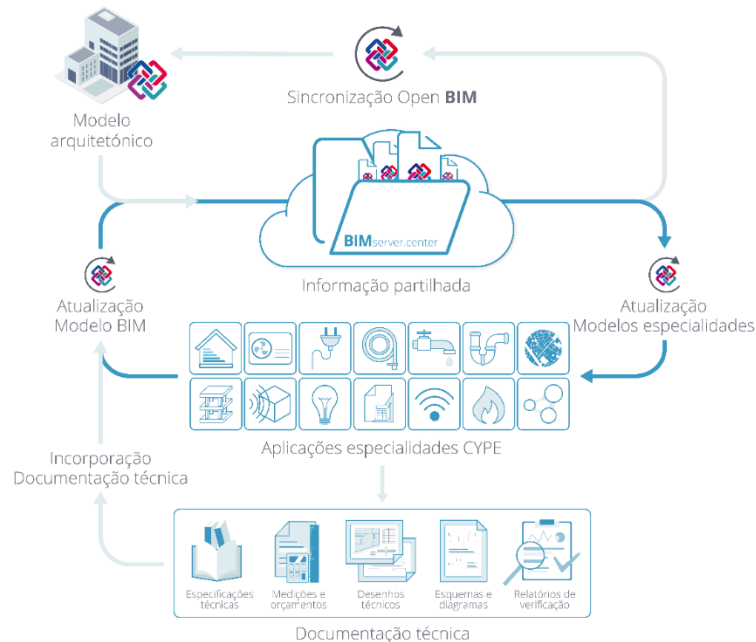 Sincronização Open BIM
Modelo
arquitetónico
BIMserver.center
Informação partilhada
Atualização
Modelo BIM
Atualização
Modelos especialidades
Aplicações especialidades CYPE
Incorporação
Documentação técnica
Especificações
técnicas
Medições e
orçamentos
Desenhos
técnicos
Esquemas e
diagramas
Relatórios de
verificação
Documentação técnica